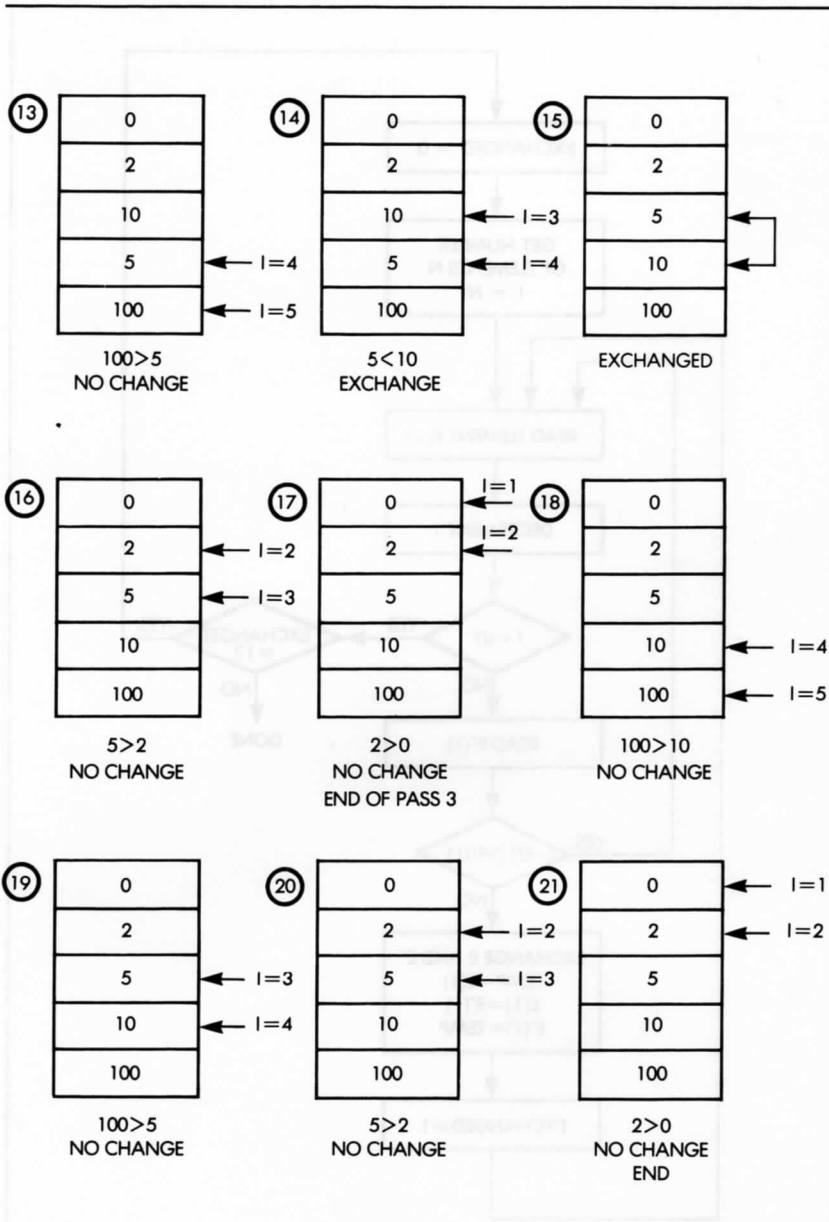 13
0
2
10
5
100
I=4
I=5
100>5
NO CHANGE
14
0
2
10
5
100
I=3
I=4
5<10
EXCHANGE
15
0
2
5
10
100
EXCHANGED
16
0
2
5
10
100
I=2
I=3
5>2
NO CHANGE
17
0
2
5
10
100
I=1
I=2
2>0
NO CHANGE
END OF PASS 3
18
0
2
5
10
100
I=4
I=5
100>10
NO CHANGE
19
0
2
5
10
100
I=3
I=4
100>5
NO CHANGE
20
0
2
5
10
100
I=2
I=3
5>2
NO CHANGE
21
0
2
5
10
100
I=1
I=2
2>0
NO CHANGE
END